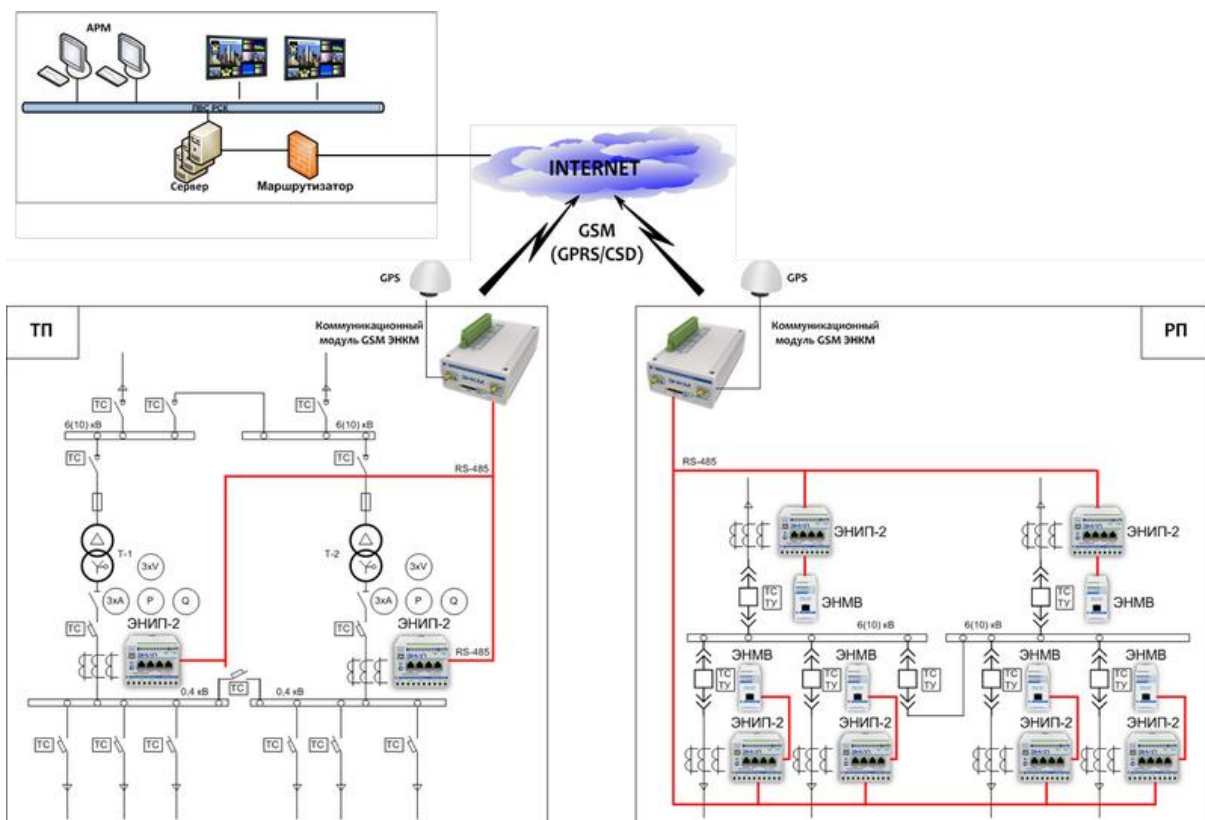 АРМ
ЛВС РСК
Сервер
Маршрутизатор
INTERNET
GSM
(GPRS/CSD)
GPS
GPS
ТП
Коммуникационный
модуль GSM ЭНКМ
Коммуникационный
модуль GSM ЭНКМ
РП
ТС
ТС
ТС
6(10) кВ
6(10) кВ
ТС
ТС
RS-485
RS-485
Т-1
Т-2
3xV
3xV
3xA
P
Q
3xA
P
Q
ТС
ЭНИП-2
ТС
ЭНИП-2
RS-485
0,4 кВ
ТС
0,4 кВ
ТС
ТС
ТС
ТС
ТС
ТС
ЭНИП-2
ЭНИП-2
ТС
ТУ
ЭНМВ
ТС
ТУ
ЭНМВ
6(10) кВ
6(10) кВ
ЭНМВ
ЭНМВ
ЭНМВ
ЭНМВ
ТС
ТУ
ТС
ТУ
ТС
ТУ
ТС
ТУ
ТС
ТУ
ЭНИП-2
ЭНИП-2
ЭНИП-2
ЭНИП-2